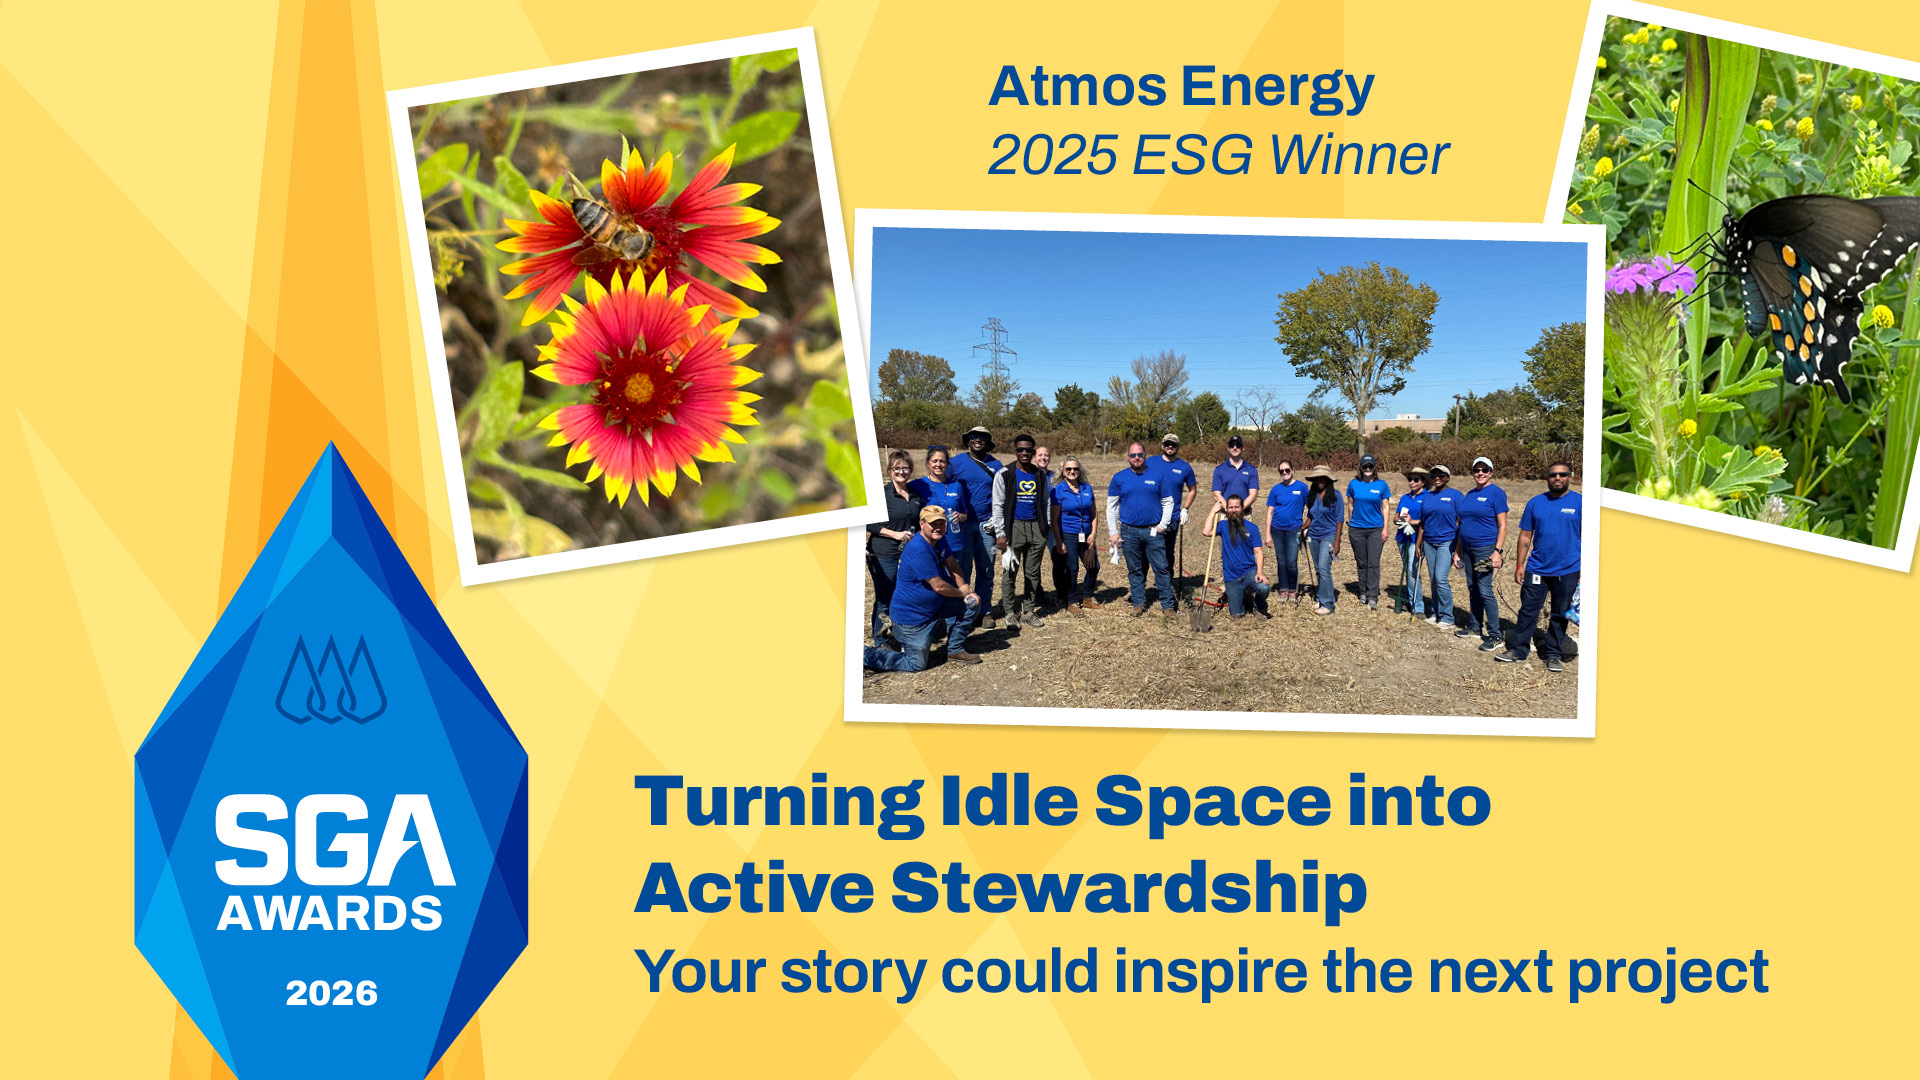 Atmos Energy
2025 ESG Winner
SGA
AWARDS
2026
Turning Idle Space into
Active Stewardship
Your story could inspire the next project